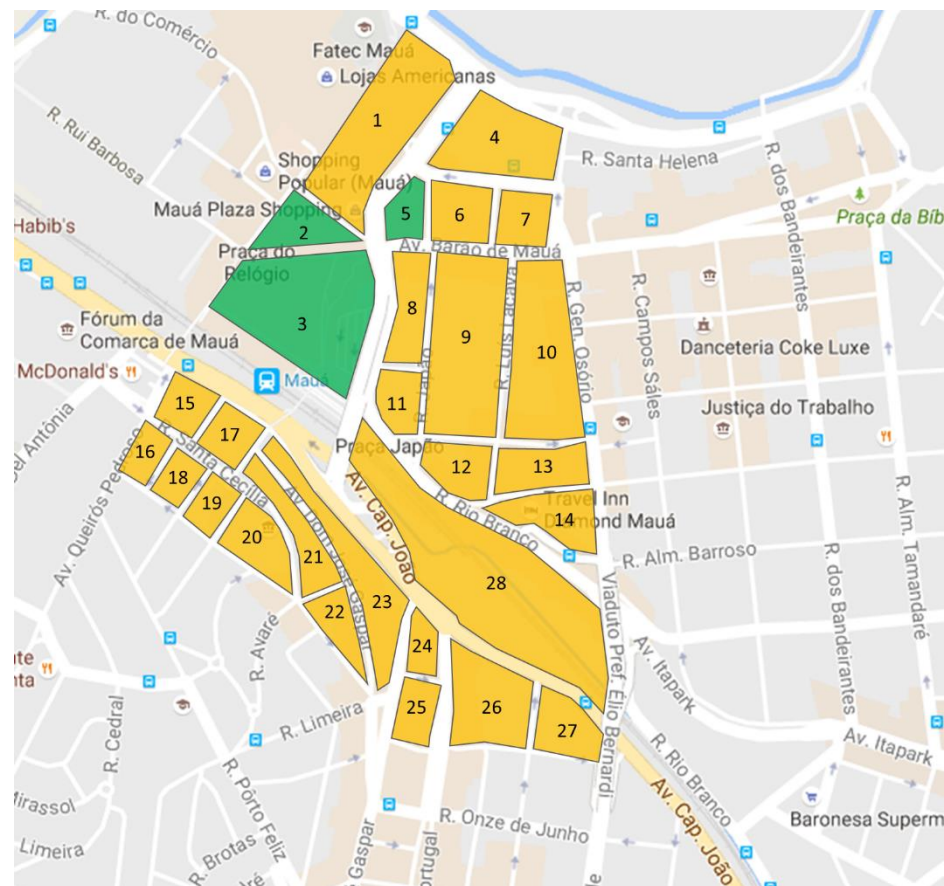 R. do Comércio
Fatec Mauá
Lojas Americanas
1
4
R. Rui Barbosa
R. Santa Helena
R. dos Bandeirantes
Shopping
Popular (Mauá)
Mauá Plaza Shopping
5
6
7
Praça da Bíb
Habib's
2
Av. Barão de Mauá
Praça do
Relógio
R. Luís Lacava
R. Gen. Osório
R. Campos Sáles
8
9
10
3
Fórum da
Comarca de Mauá
Danceteria Coke Luxe
McDonald's
Mauá
R. Japão
15
11
Justiça do Trabalho
17
Praça Japão
16
R. Santa Cecília
18
12
13
Av. Queirós Pedroso
19
Av. Cap. João
R. Rio Branco
Travel Inn
Diamond Mauá
R. Alm. Tamandaré
20
Av. Dom José Gaspar
21
14
R. Alm. Barroso
28
22
23
Viaduto Pref. Élio Bernardi
R. dos Bandeirantes
24
R. Avaré
Av. Itapark
25
26
27
R. Limeira
R. Cedral
Av. Itapark
R. Pôrto Feliz
R. Rio Branco
Av. Cap. João
Mirassol
R. Onze de Junho
Baronesa Superm
Limeira
R. Brotas
Gaspar
Portugal